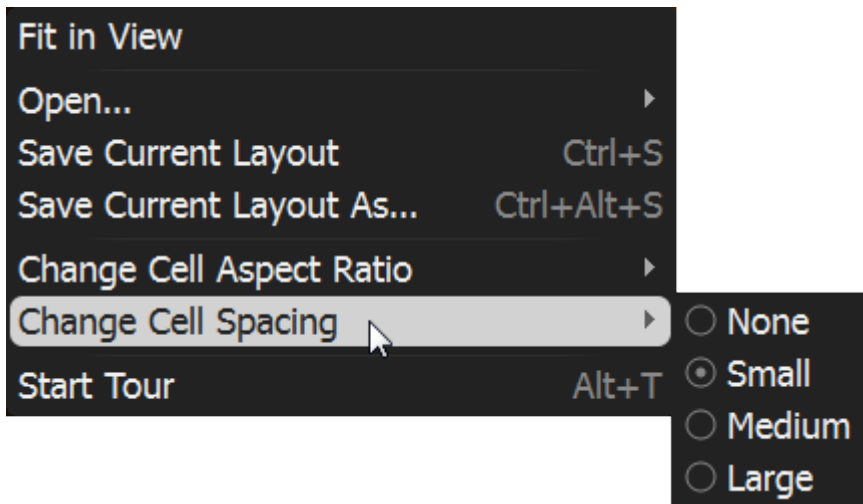 Fit in View
Open...
Save Current Layout Ctrl+S
Save Current Layout As... Ctrl+Alt+S
Change Cell Aspect Ratio
Change Cell Spacing
Start Tour Alt+T
None
Small
Medium
Large